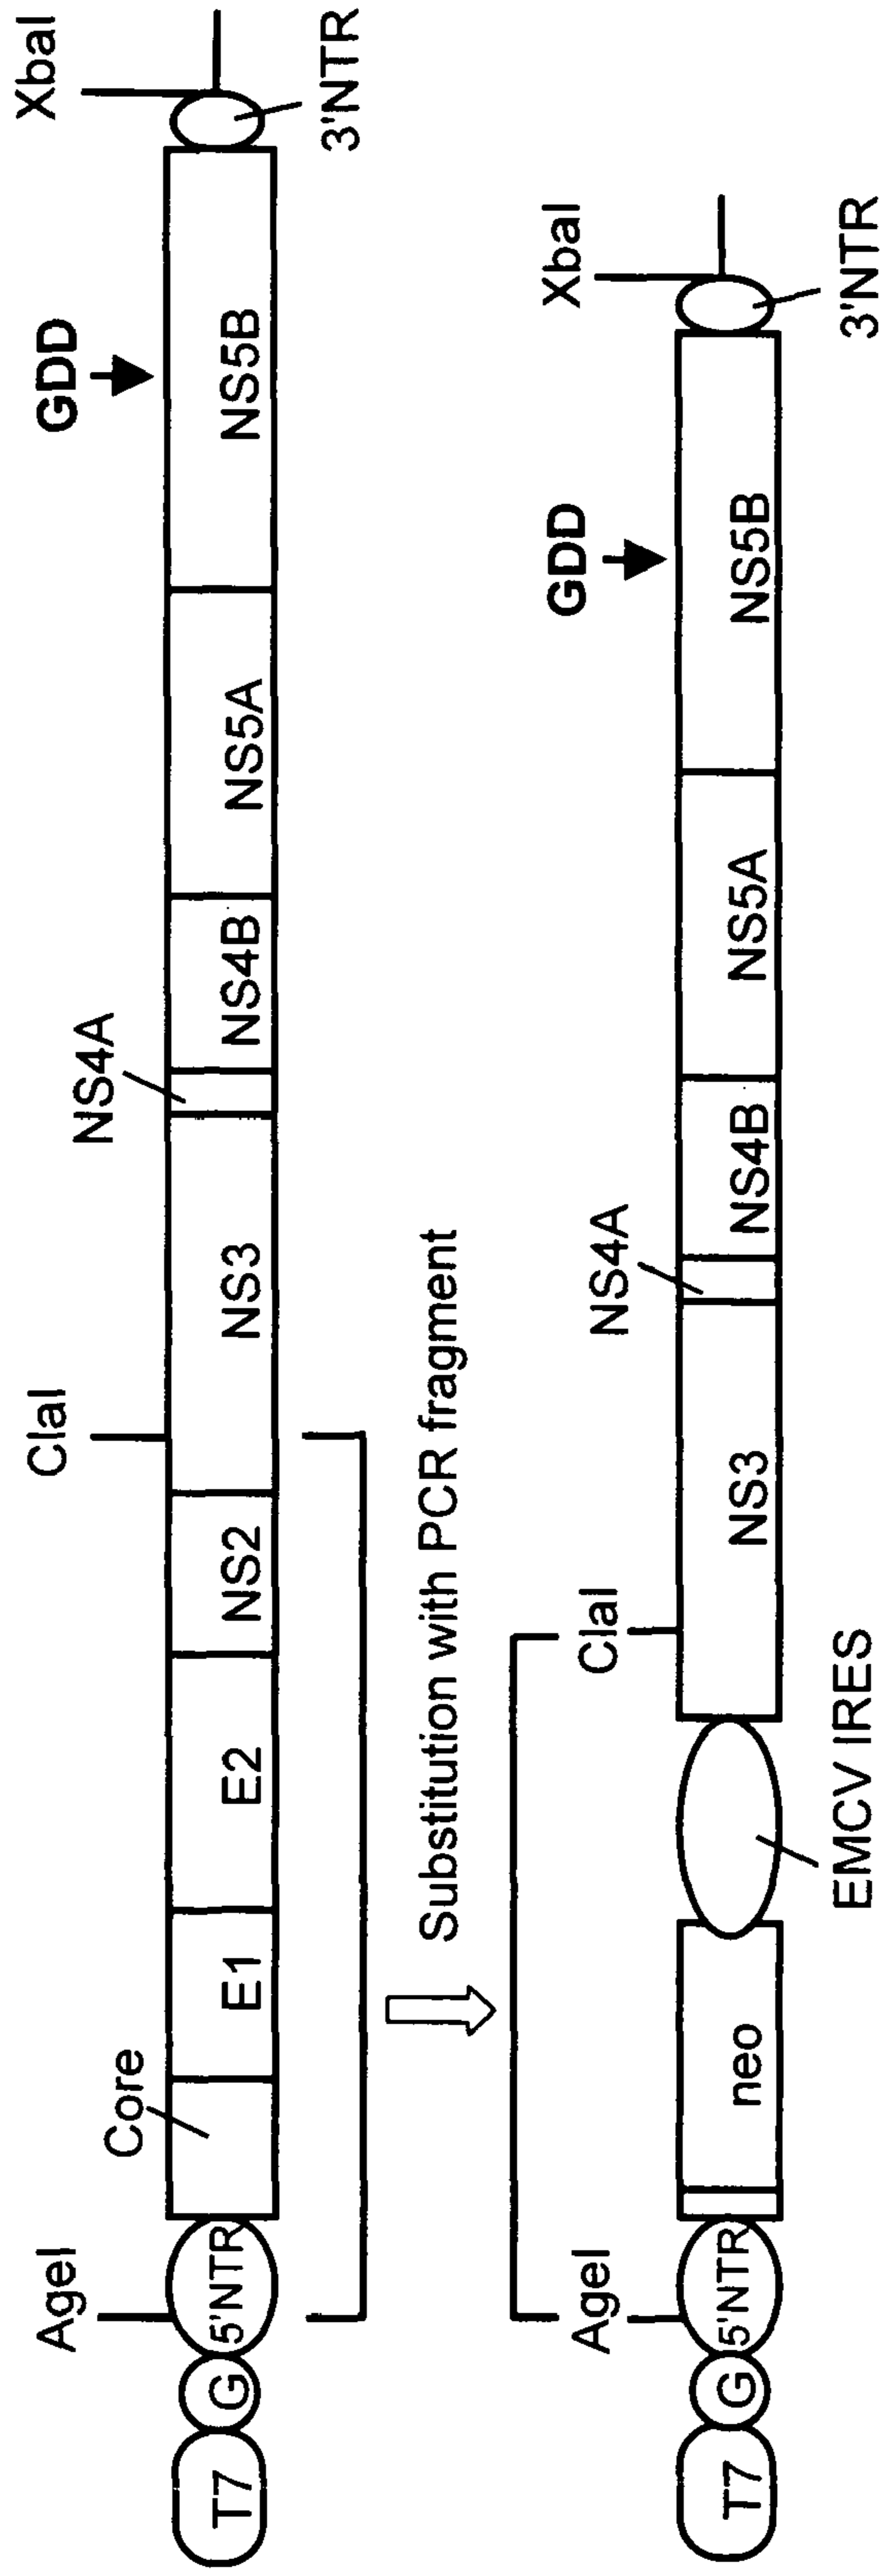 AgeI
Core
ClaI
NS4A
GDD
XbaI
T7
G
5'NTR
E1
E2
NS2
NS3
NS4B
NS5A
NS5B
3'NTR
Substitution with PCR fragment
AgeI
ClaI
NS4A
GDD
XbaI
T7
G
5'NTR
neo
NS3
NS4B
NS5A
NS5B
EMCV IRES
3'NTR